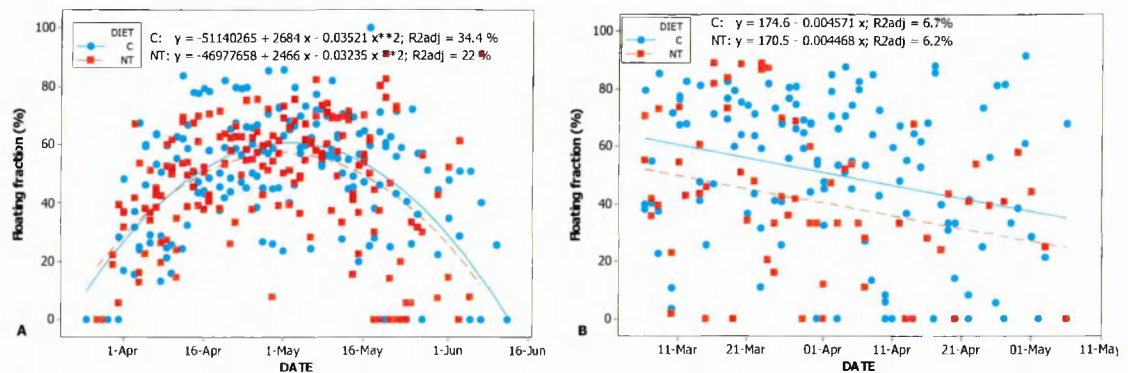 DIET
C
NT
C: y = -51140265 + 2684 x - 0.03521 x**2; R2adj = 34.4 %
NT: y = -46977658 + 2466 x - 0.03235 x**2; R2adj = 22 %
Floating fraction (%)
100
80
60
40
20
0
A
1-Apr 16-Apr 1-May 16-May 1-Jun 16-Jun
DATE
DIET
C
NT
C: y = 174.6 - 0.004571 x; R2adj = 6.7%
NT: y = 170.5 - 0.004468 x; R2adj = 6.2%
Floating fraction (%)
100
80
60
40
20
0
B
11-Mar 21-Mar 01-Apr 11-Apr 21-Apr 01-May 11-May
DATE